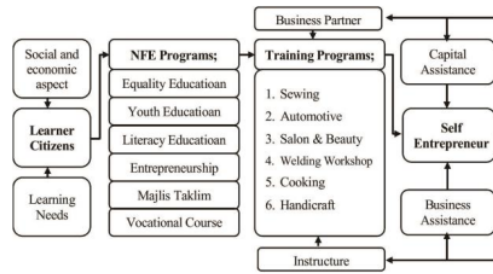 Business Partner
Social and
economic
aspect
Learner
Citizens
Learning
Needs
NFE Programs;
Equality Educatioan
Youth Educatioan
Literacy Educatioan
Entrepreneurship
Majlis Taklim
Vocational Course
Training Programs;
1. Sewing
2. Automotive
3. Salon & Beauty
4. Welding Workshop
5. Cooking
6. Handicraft
Instructure
Capital
Assistance
Self
Entrepreneur
Business
Assistance